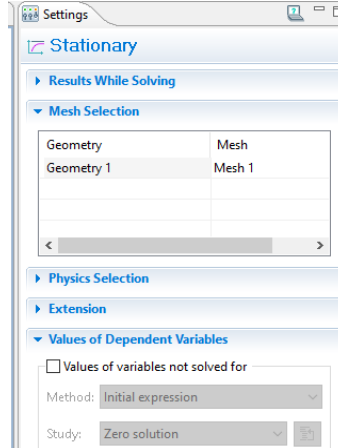 Settings
Stationary
Results While Solving
Mesh Selection
Geometry Mesh
Geometry 1 Mesh 1
Physics Selection
Extension
Values of Dependent Variables
Values of variables not solved for
Method: Initial expression
Study: Zero solution